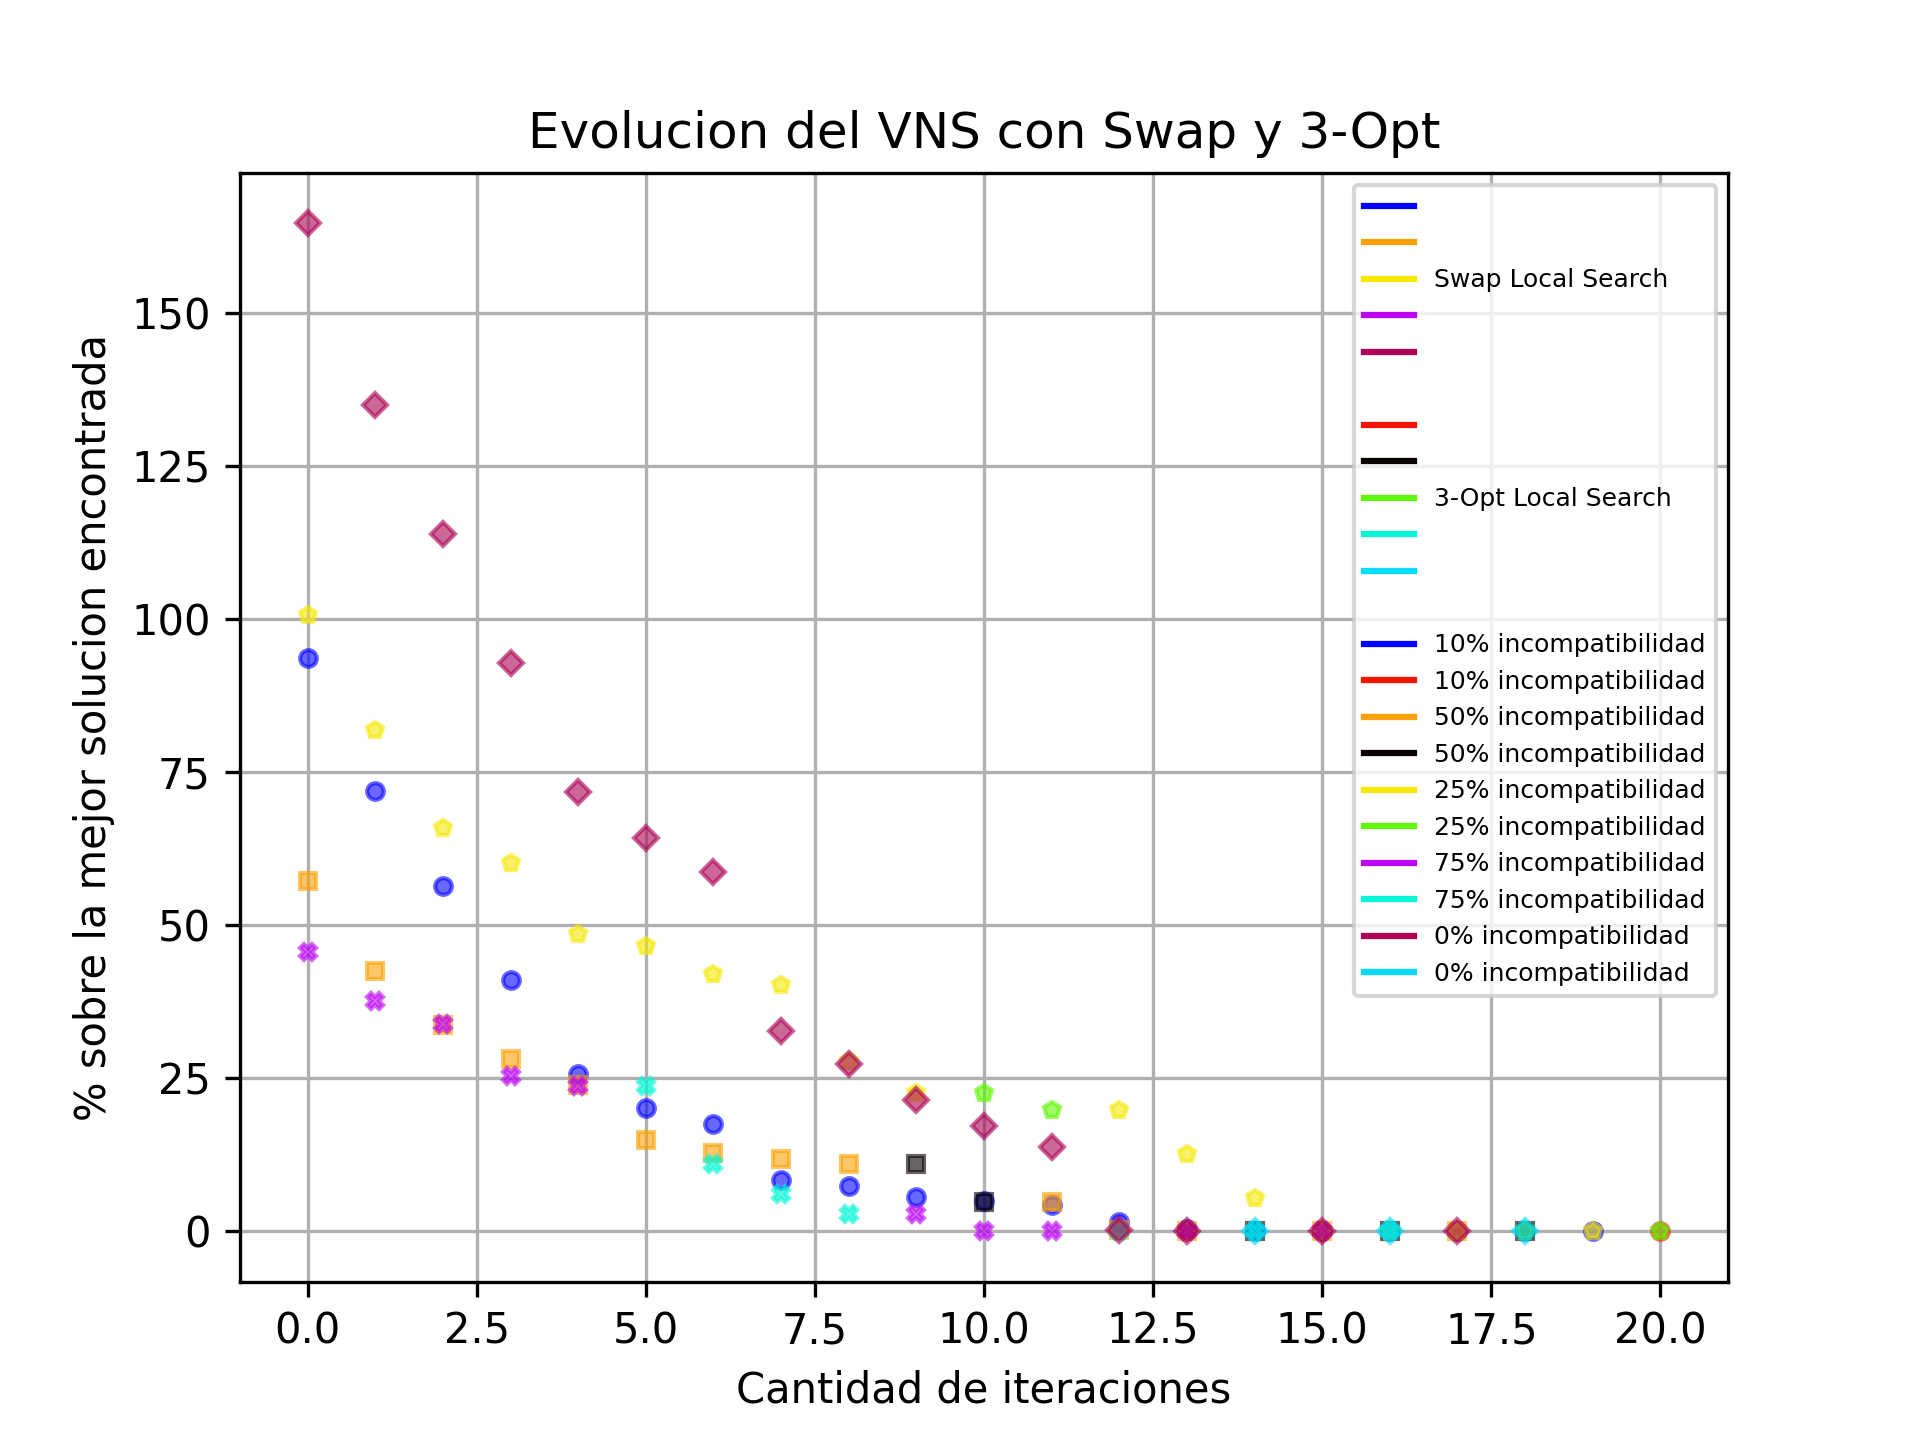 Evolucion del VNS con Swap y 3-Opt
% sobre la mejor solucion encontrada
150
125
100
75
50
25
0
Swap Local Search
3-Opt Local Search
10% incompatibilidad
10% incompatibilidad
50% incompatibilidad
50% incompatibilidad
25% incompatibilidad
25% incompatibilidad
75% incompatibilidad
75% incompatibilidad
0% incompatibilidad
0% incompatibilidad
0.0 2.5 5.0 7.5 10.0 12.5 15.0 17.5 20.0
Cantidad de iteraciones